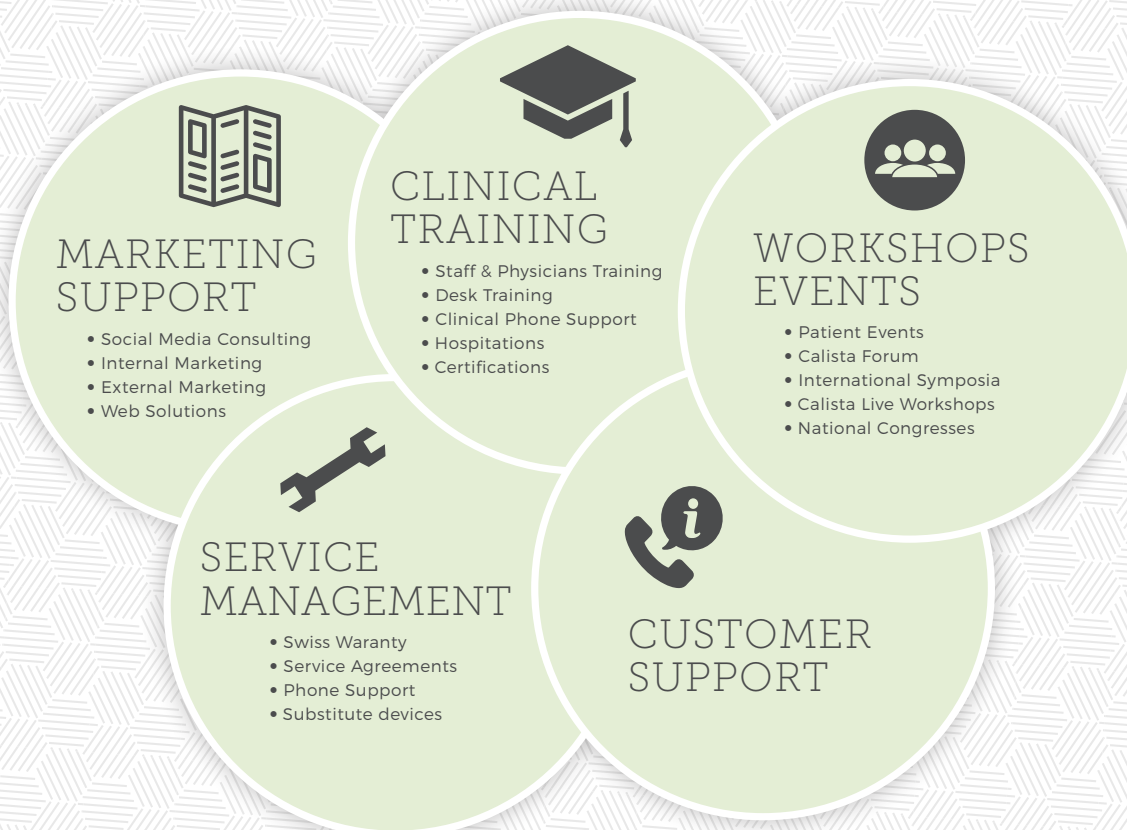 MARKETING
SUPPORT
• Social Media Consulting
• Internal Marketing
• External Marketing
• Web Solutions
CLINICAL
TRAINING
• Staff & Physicians Training
• Desk Training
• Clinical Phone Support
• Hospitations
• Certifications
WORKSHOPS
EVENTS
• Patient Events
• Calista Forum
• International Symposia
• Calista Live Workshops
• National Congresses
SERVICE
MANAGEMENT
• Swiss Waranty
• Service Agreements
• Phone Support
• Substitute devices
i
CUSTOMER
SUPPORT